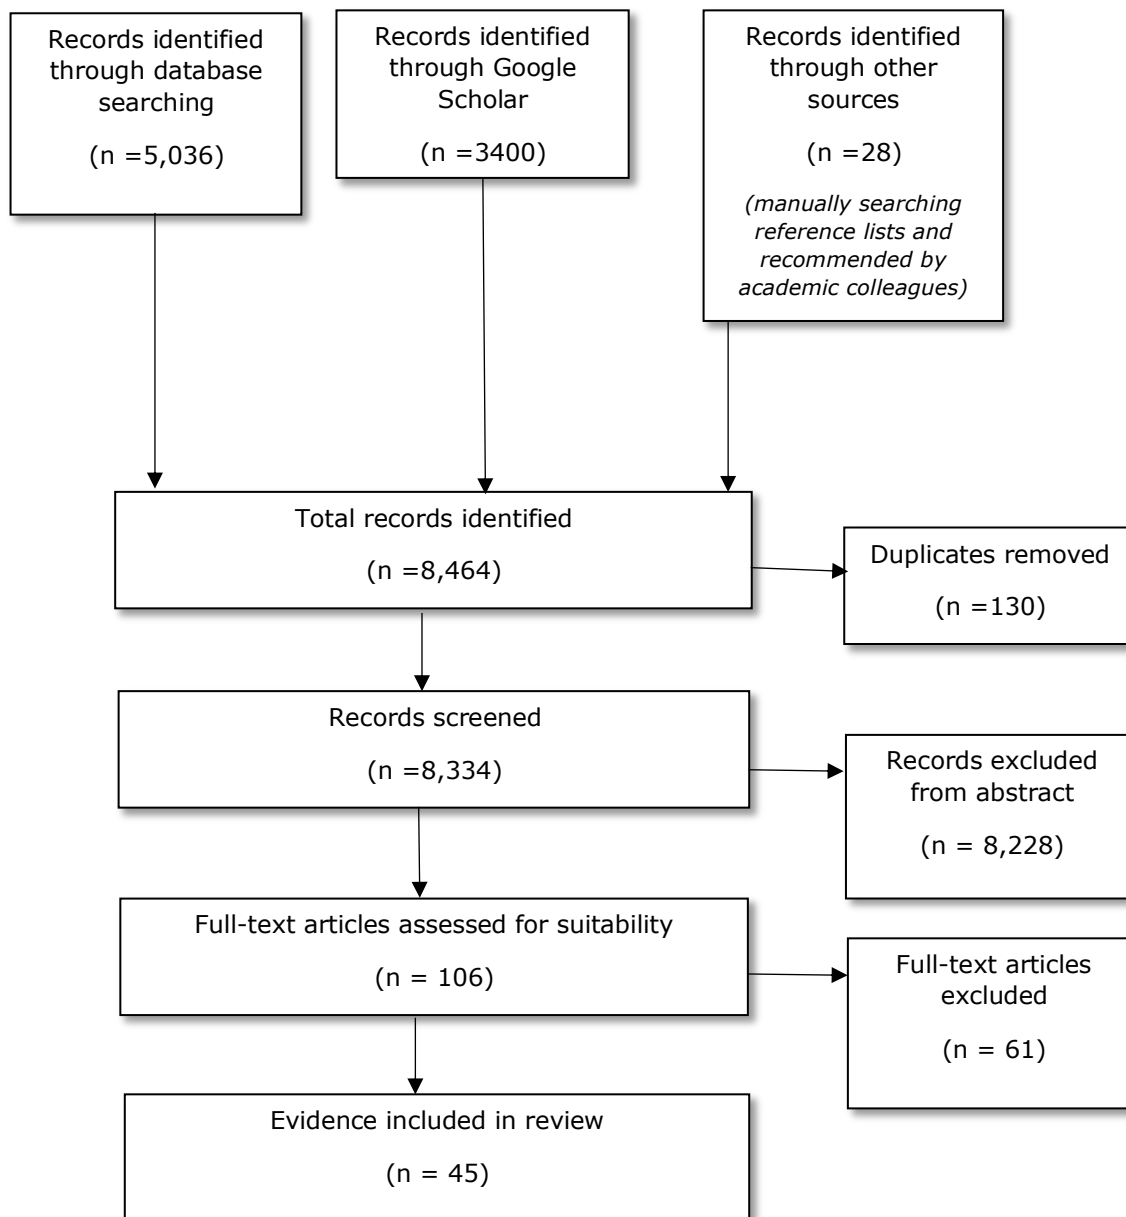 Records identified
through database
searching
(n =5,036)
Records identified
through Google
Scholar
(n =3400)
Records identified
through other
sources
(n =28)
(manually searching
reference lists and
recommended by
academic colleagues)
Total records identified
(n =8,464)
Duplicates removed
(n =130)
Records screened
(n =8,334)
Records excluded
from abstract
(n = 8,228)
Full-text articles assessed for suitability
(n = 106)
Full-text articles
excluded
(n = 61)
Evidence included in review
(n = 45)